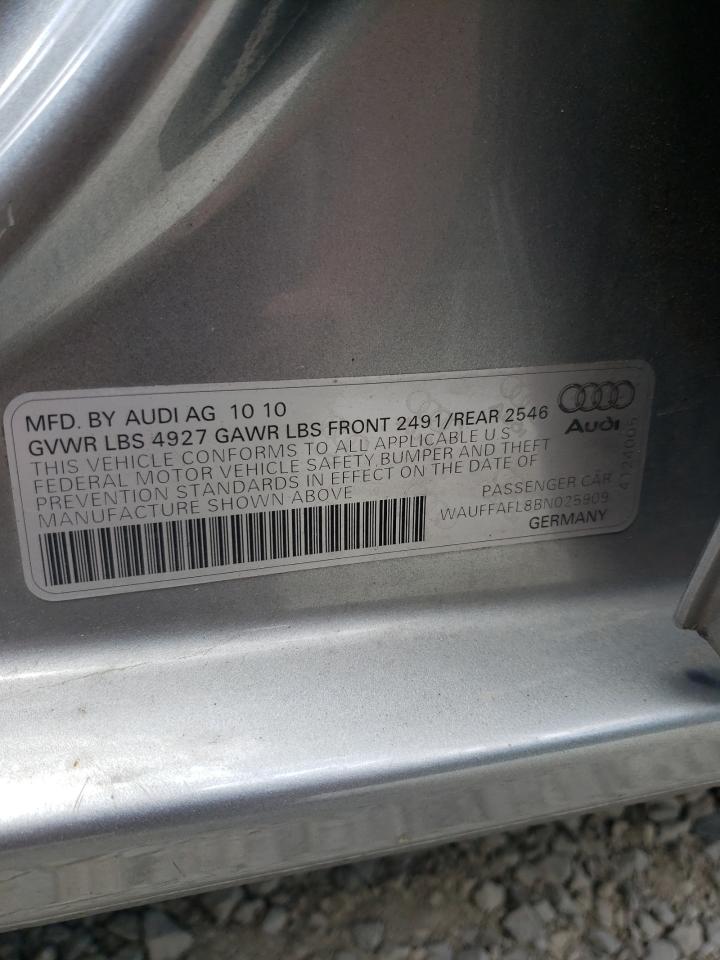 MFD. BY AUDI AG 10 10
GVWR LBS 4927 GAWR LBS FRONT 2491/REAR 2546
THIS VEHICLE CONFORMS TO ALL APPLICABLE U S
FEDERAL MOTOR VEHICLE SAFETY, BUMPER AND THEFT
PREVENTION STANDARDS IN EFFECT ON THE DATE OF
MANUFACTURE SHOWN ABOVE
PASSENGER CAR
WAUFFAFL8BN025909
GERMANY
Audi
4124005